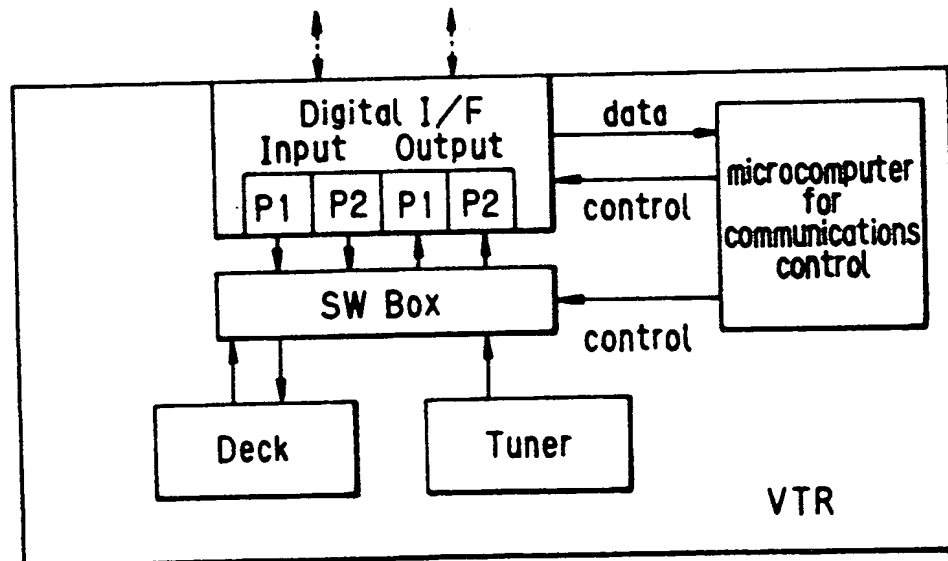 Digital I/F
Input Output
P1 P2 P1 P2
data
control
microcomputer
for
communications
control
SW Box
control
Deck
Tuner
VTR